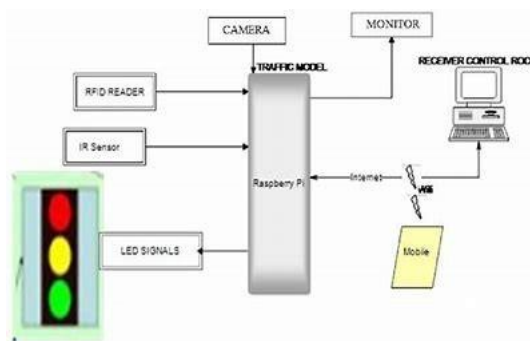 CAMERA
MONITOR
TRAFFIC MODEL
RECEIVER CONTROL ROO
RFID READER
IR Sensor
Raspberry Pi
Internet
LED SIGNALS
Mobile